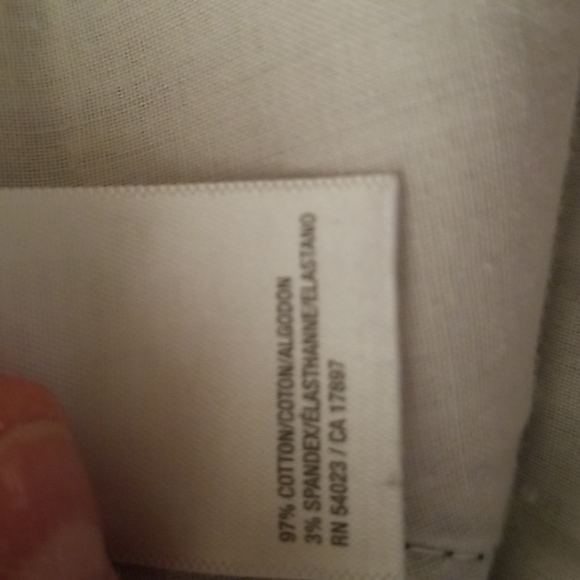 97% COTTON/COTON/ALGODON
3% SPANDEX/ÉLASTHANNE/ELASTANO
RN 54023 / CA 17897